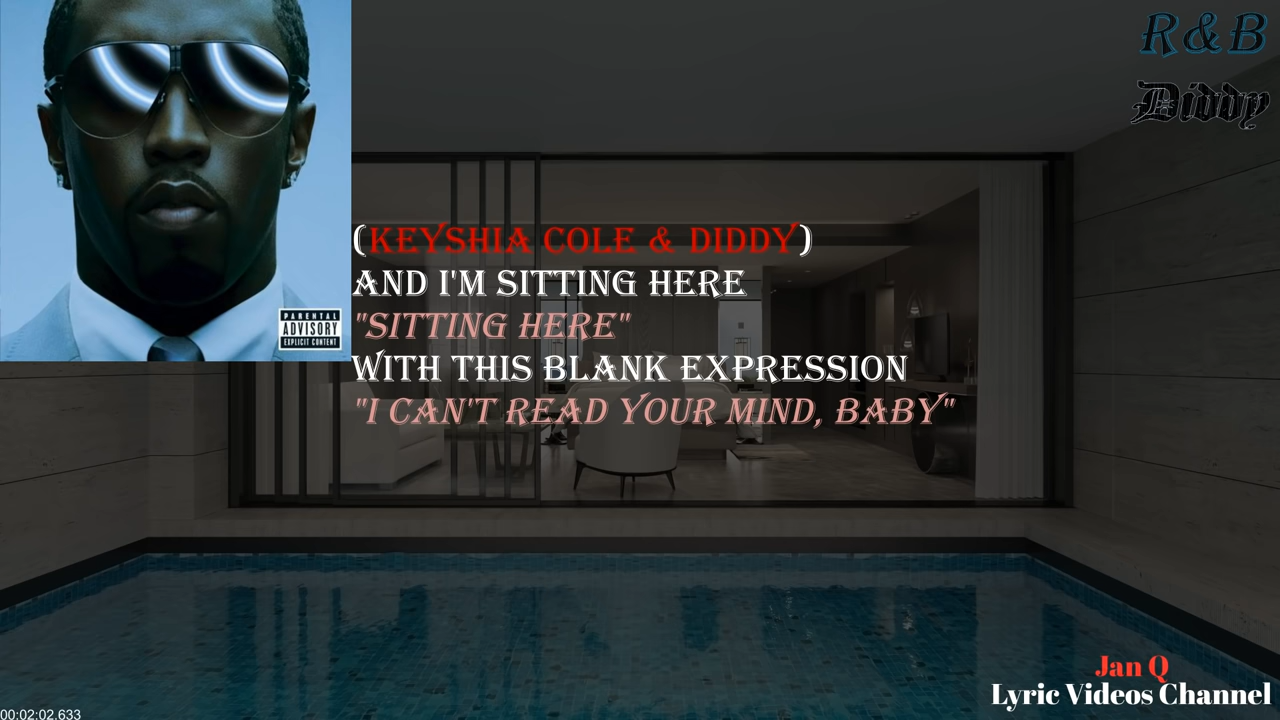 R&B
Diddy
(KEYSHIA COLE & DIDDY)
AND I'M SITTING HERE
"SITTING HERE"
WITH THIS BLANK EXPRESSION
"I CAN'T READ YOUR MIND, BABY"
PARENTAL
ADVISORY
EXPLICIT CONTENT
Jan Q
Lyric Videos Channel
00:02:02.633